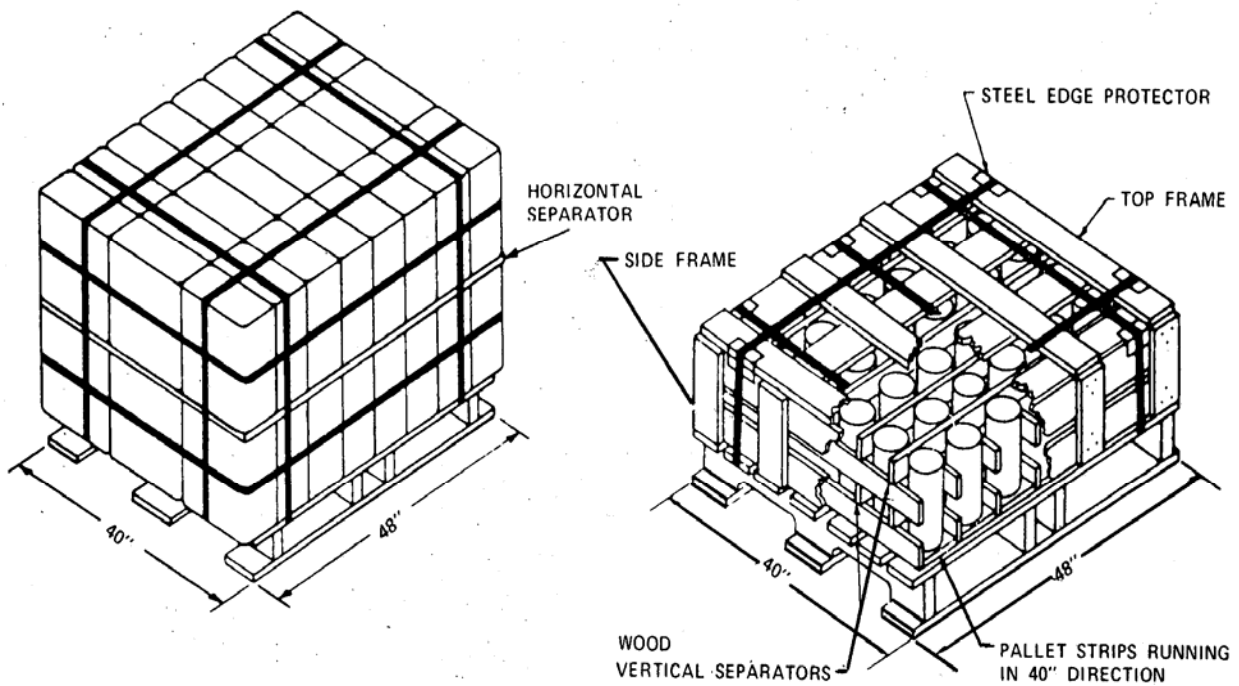 HORIZONTAL
SEPARATOR
40"
48"
STEEL EDGE PROTECTOR
TOP FRAME
SIDE FRAME
40"
48"
WOOD
VERTICAL SEPARATORS
PALLET STRIPS RUNNING
IN 40" DIRECTION